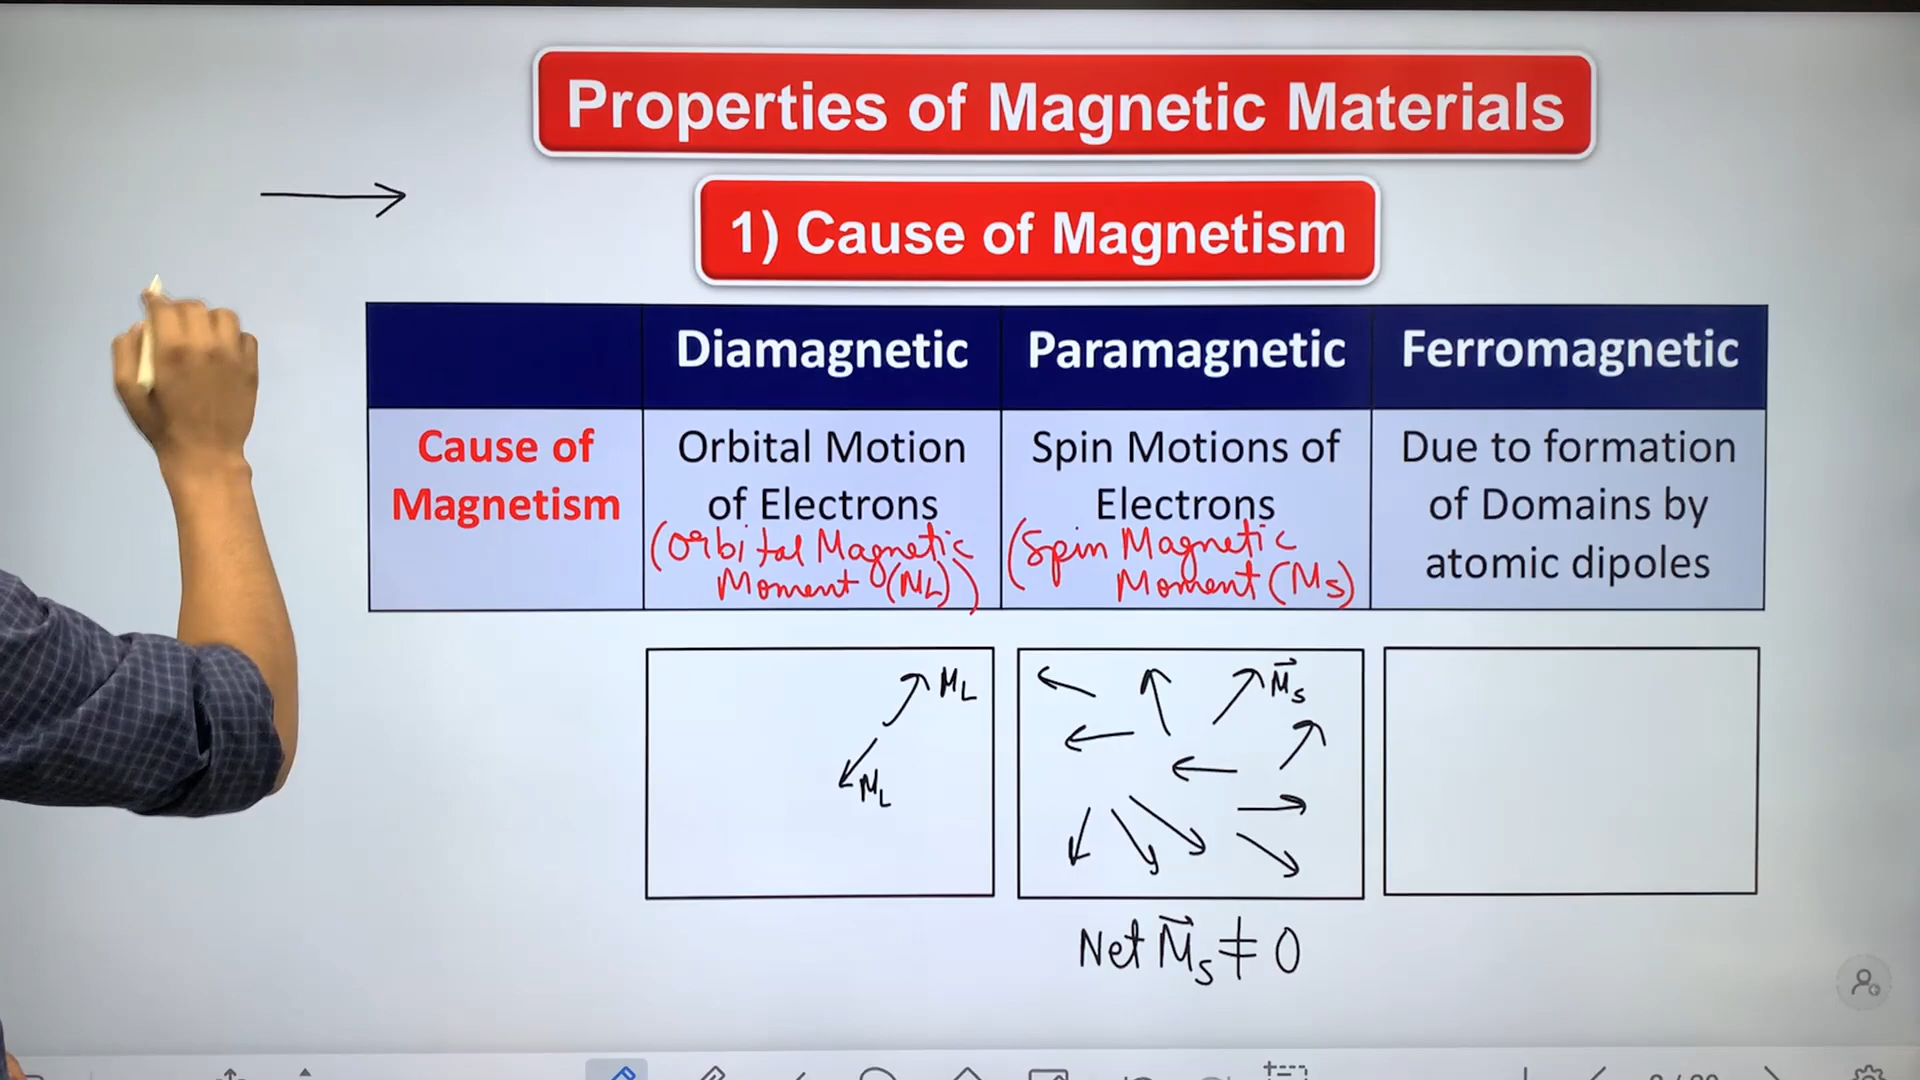 Properties of Magnetic Materials
1) Cause of Magnetism
Diamagnetic Paramagnetic Ferromagnetic
Cause of
Magnetism
Orbital Motion
of Electrons
(Orbital Magnetic
Moment (ML))
Spin Motions of
Electrons
(Spin Magnetic
Moment (Ms)
Due to formation
of Domains by
atomic dipoles
ML
ML
M⃗s
Net M⃗s ≠ 0